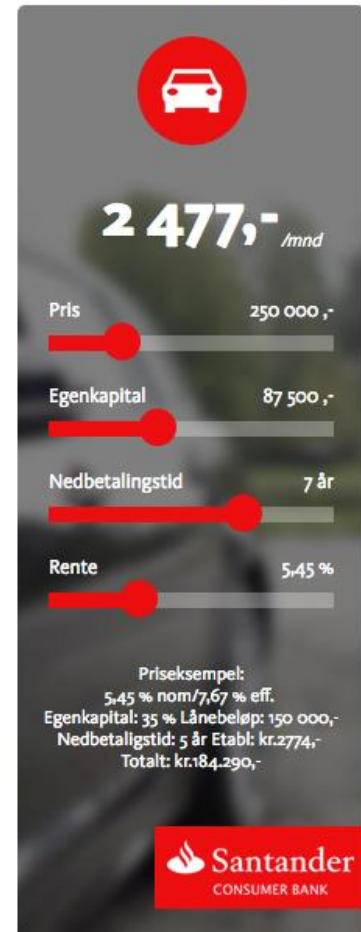 2 477,- /mnd
Pris 250 000 ,-
Egenkapital 87 500 ,-
Nedbetalingstid 7 år
Rente 5,45 %
Priseksempel:
5,45 % nom/7,67 % eff.
Egenkapital: 35 % Lånebeløp: 150 000,-
Nedbetaligstid: 5 år Etabl: kr.2774,-
Totalt: kr.184.290,-
Santander
CONSUMER BANK